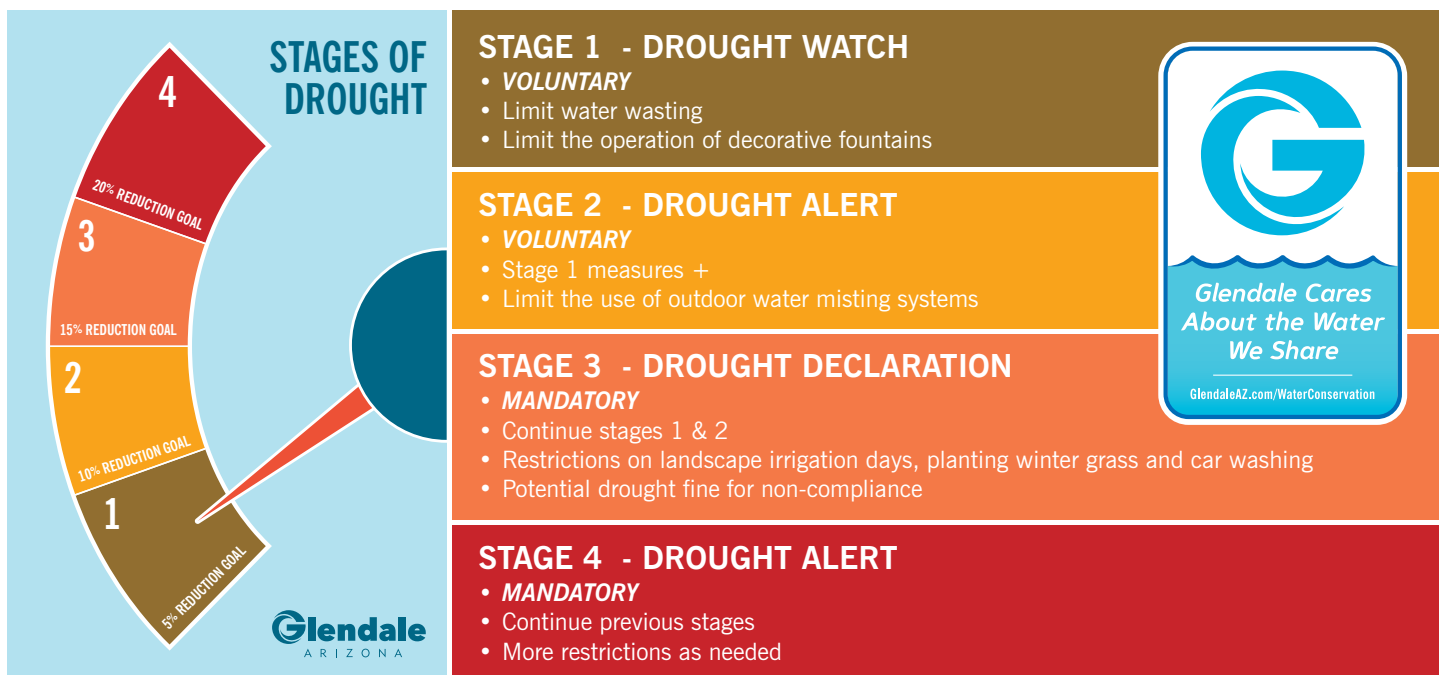 STAGES OF
DROUGHT
4
20% REDUCTION GOAL
3
15% REDUCTION GOAL
2
10% REDUCTION GOAL
1
5% REDUCTION GOAL
Glendale
ARIZONA
STAGE 1 - DROUGHT WATCH
• VOLUNTARY
• Limit water wasting
• Limit the operation of decorative fountains
STAGE 2 - DROUGHT ALERT
• VOLUNTARY
• Stage 1 measures +
• Limit the use of outdoor water misting systems
STAGE 3 - DROUGHT DECLARATION
• MANDATORY
• Continue stages 1 & 2
• Restrictions on landscape irrigation days, planting winter grass and car washing
• Potential drought fine for non-compliance
STAGE 4 - DROUGHT ALERT
• MANDATORY
• Continue previous stages
• More restrictions as needed
G
Glendale Cares
About the Water
We Share
GlendaleAZ.com/WaterConservation